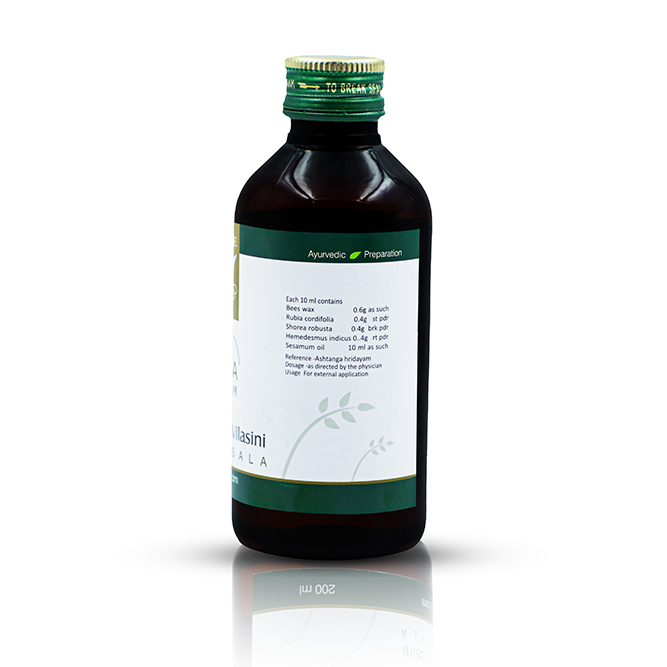 TO BREAK
Ayurvedic Preparation
Each 10 ml contains
Bees wax 0.6g as such
Rubia cordifolia 0.4g st pdr
Shorea robusta 0.4g brk pdr
Hemedesmus indicus 0..4g rt pdr
Sesamum oil 10 ml as such
Reference -Ashtanga hridayam
Dosage -as directed by the physician
Usage For external application
A
M
Vilasini
BALA
om
200 ml